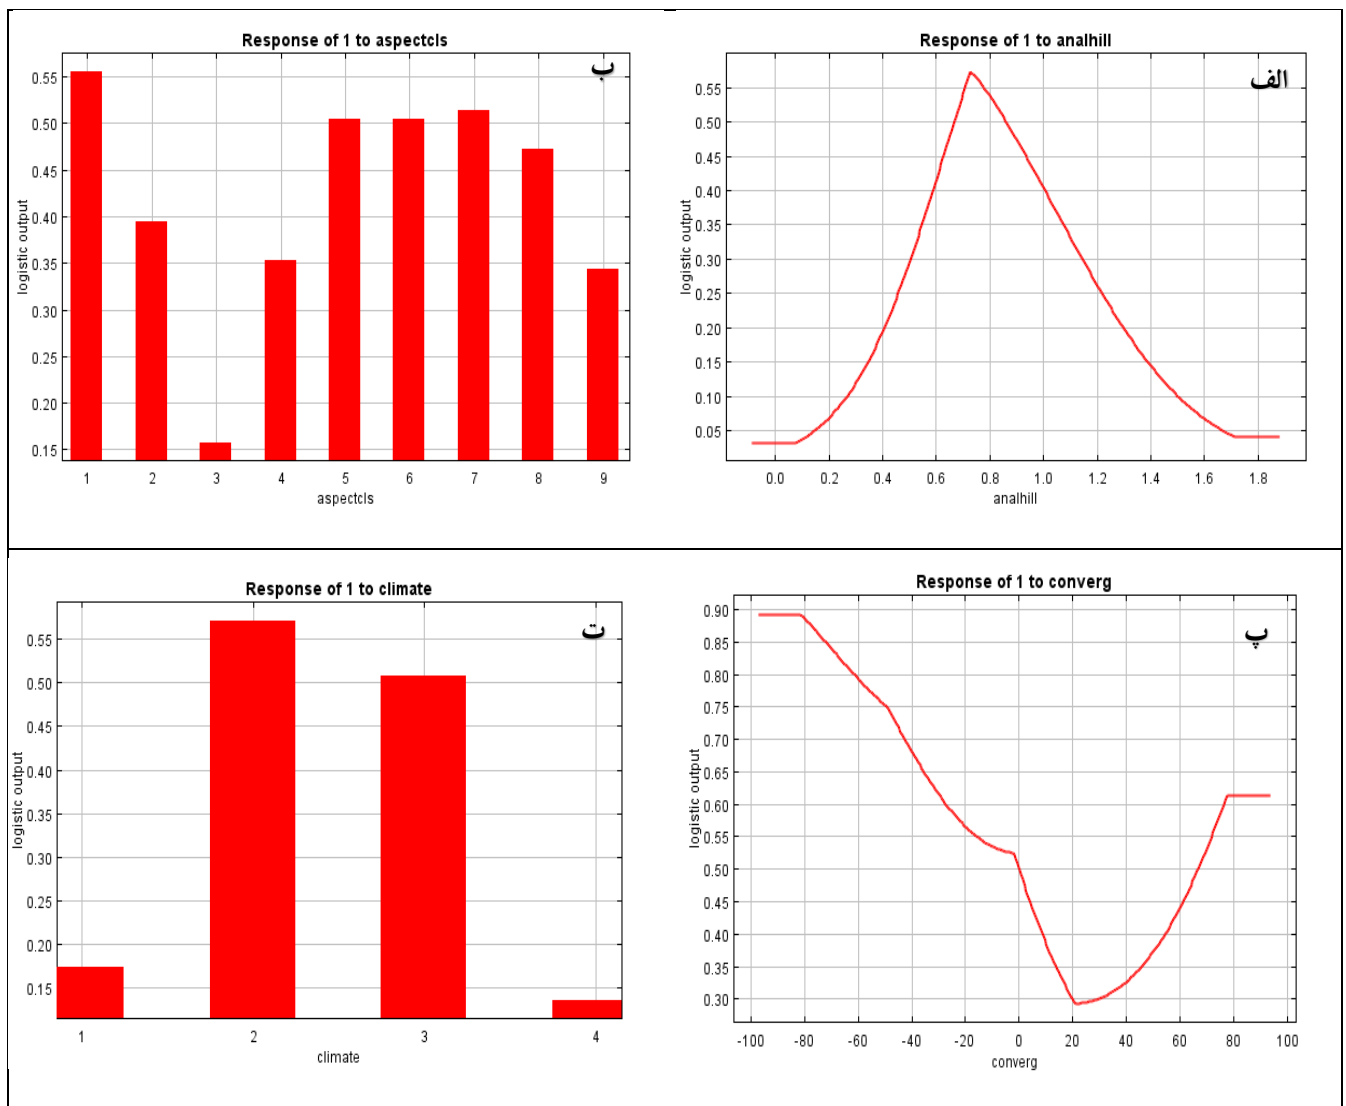 Response of 1 to aspectcls
ب
0.55
0.50
0.45
0.40
0.35
0.30
0.25
0.20
0.15
logistic output
1 2 3 4 5 6 7 8 9
aspectcls
Response of 1 to analhill
الف
0.55
0.50
0.45
0.40
0.35
0.30
0.25
0.20
0.15
0.10
0.05
logistic output
0.0 0.2 0.4 0.6 0.8 1.0 1.2 1.4 1.6 1.8
analhill
Response of 1 to climate
ت
0.55
0.50
0.45
0.40
0.35
0.30
0.25
0.20
0.15
logistic output
1 2 3 4
climate
Response of 1 to converg
پ
0.90
0.85
0.80
0.75
0.70
0.65
0.60
0.55
0.50
0.45
0.40
0.35
0.30
logistic output
-100 -80 -60 -40 -20 0 20 40 60 80 100
converg